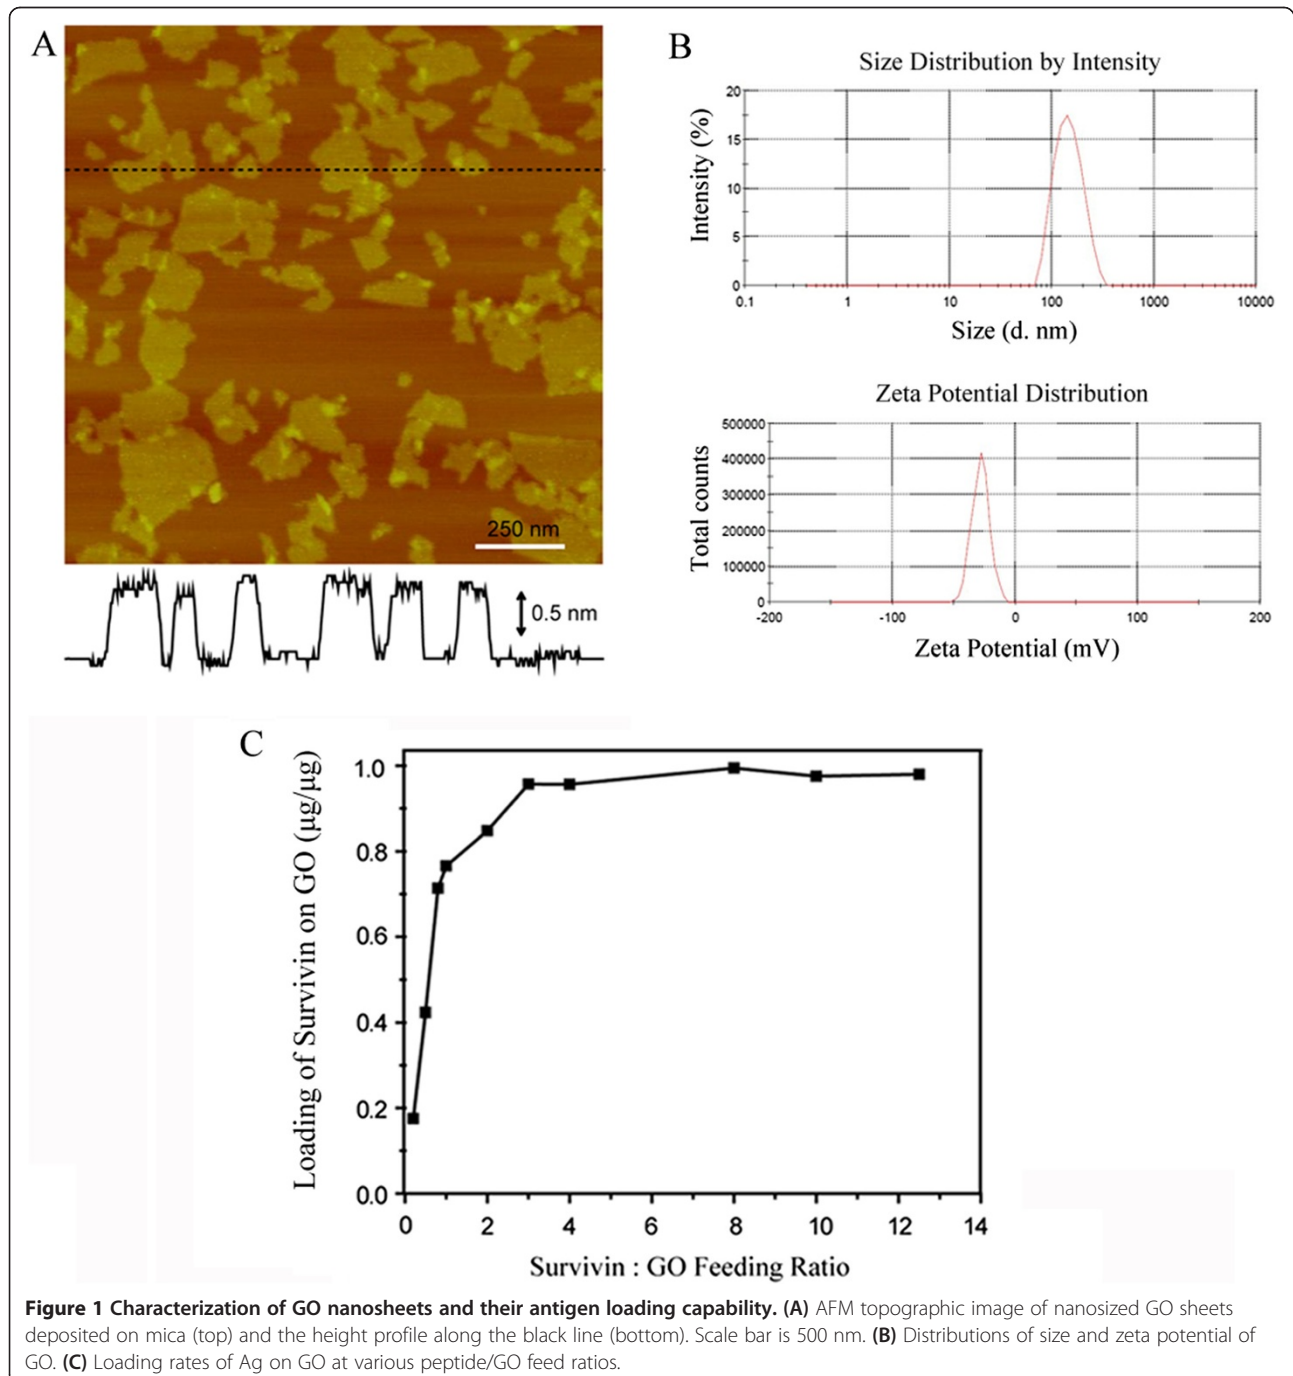 A
250 nm
0.5 nm
B
Size Distribution by Intensity
Intensity (%)
20
15
10
5
0
0.1 1 10 100 1000 10000
Size (d. nm)
Zeta Potential Distribution
Total counts
500000
400000
300000
200000
100000
0
-200 -100 0 100 200
Zeta Potential (mV)
C
Loading of Survivin on GO (µg/µg)
1.0
0.8
0.6
0.4
0.2
0.0
0 2 4 6 8 10 12 14
Survivin : GO Feeding Ratio
Figure 1 Characterization of GO nanosheets and their antigen loading capability. (A) AFM topographic image of nanosized GO sheets
deposited on mica (top) and the height profile along the black line (bottom). Scale bar is 500 nm. (B) Distributions of size and zeta potential of
GO. (C) Loading rates of Ag on GO at various peptide/GO feed ratios.